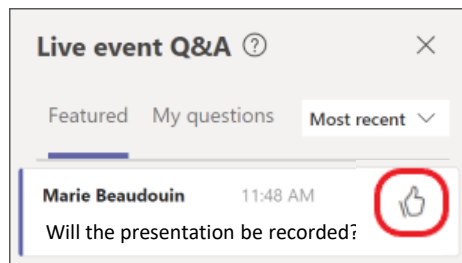 Live event Q&A
Featured My questions Most recent
Marie Beaudouin 11:48 AM
Will the presentation be recorded?